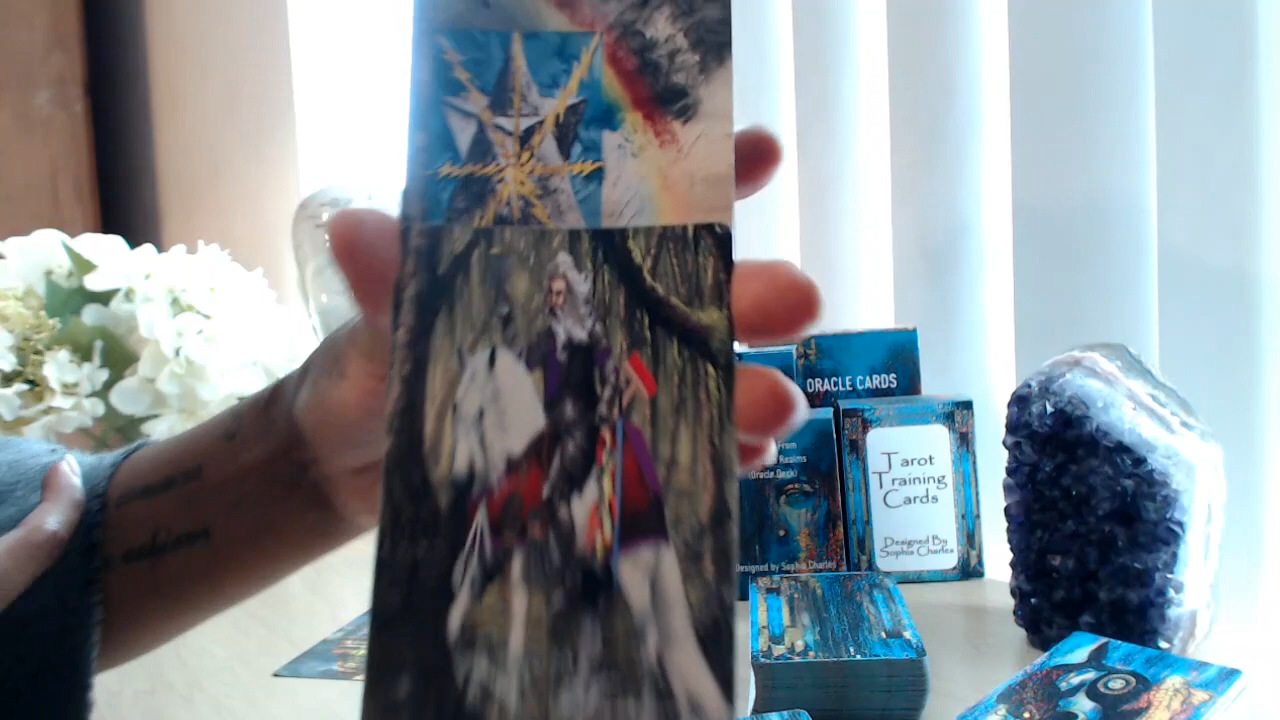 ORACLE CARDS
From
Realms
(Oracle Deck)
Designed by Sophia Charles
Tarot
Training
Cards
Designed By
Sophia Charles